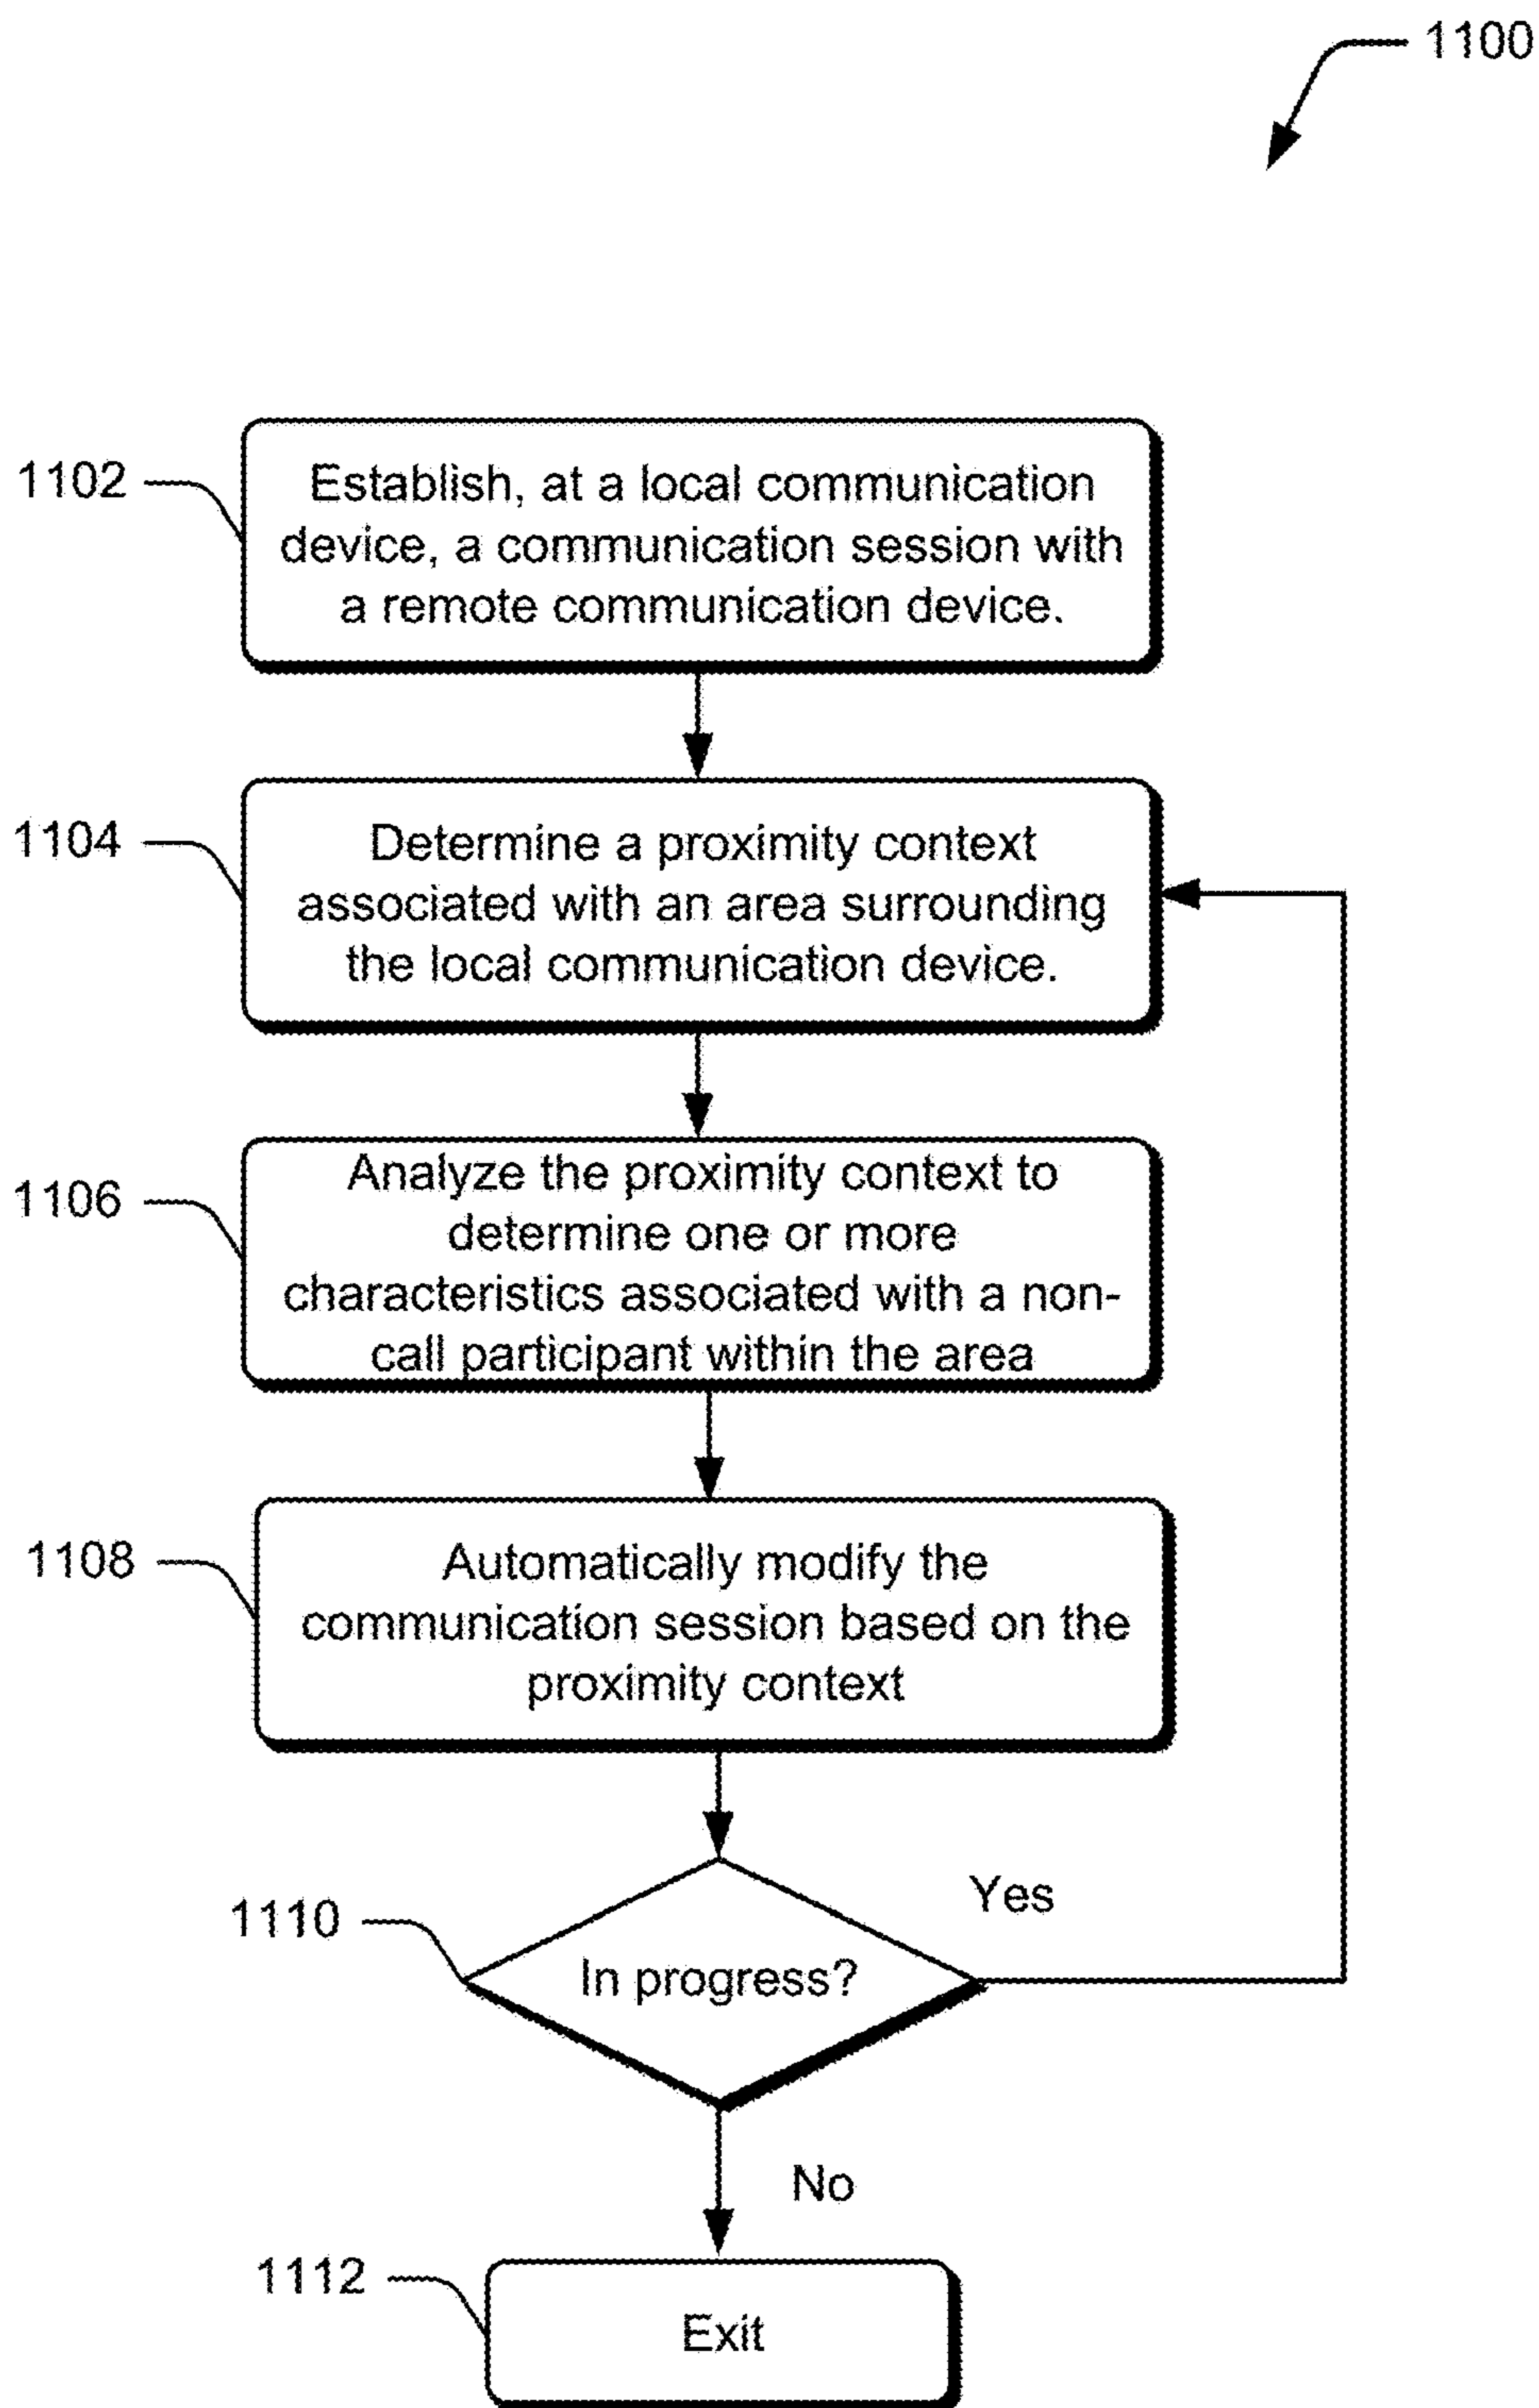 1100
1102
Establish, at a local communication
device, a communication session with
a remote communication device.
1104
Determine a proximity context
associated with an area surrounding
the local communication device.
1106
Analyze the proximity context to
determine one or more
characteristics associated with a non-
call participant within the area
1108
Automatically modify the
communication session based on the
proximity context
1110
In progress?
Yes
No
1112
Exit